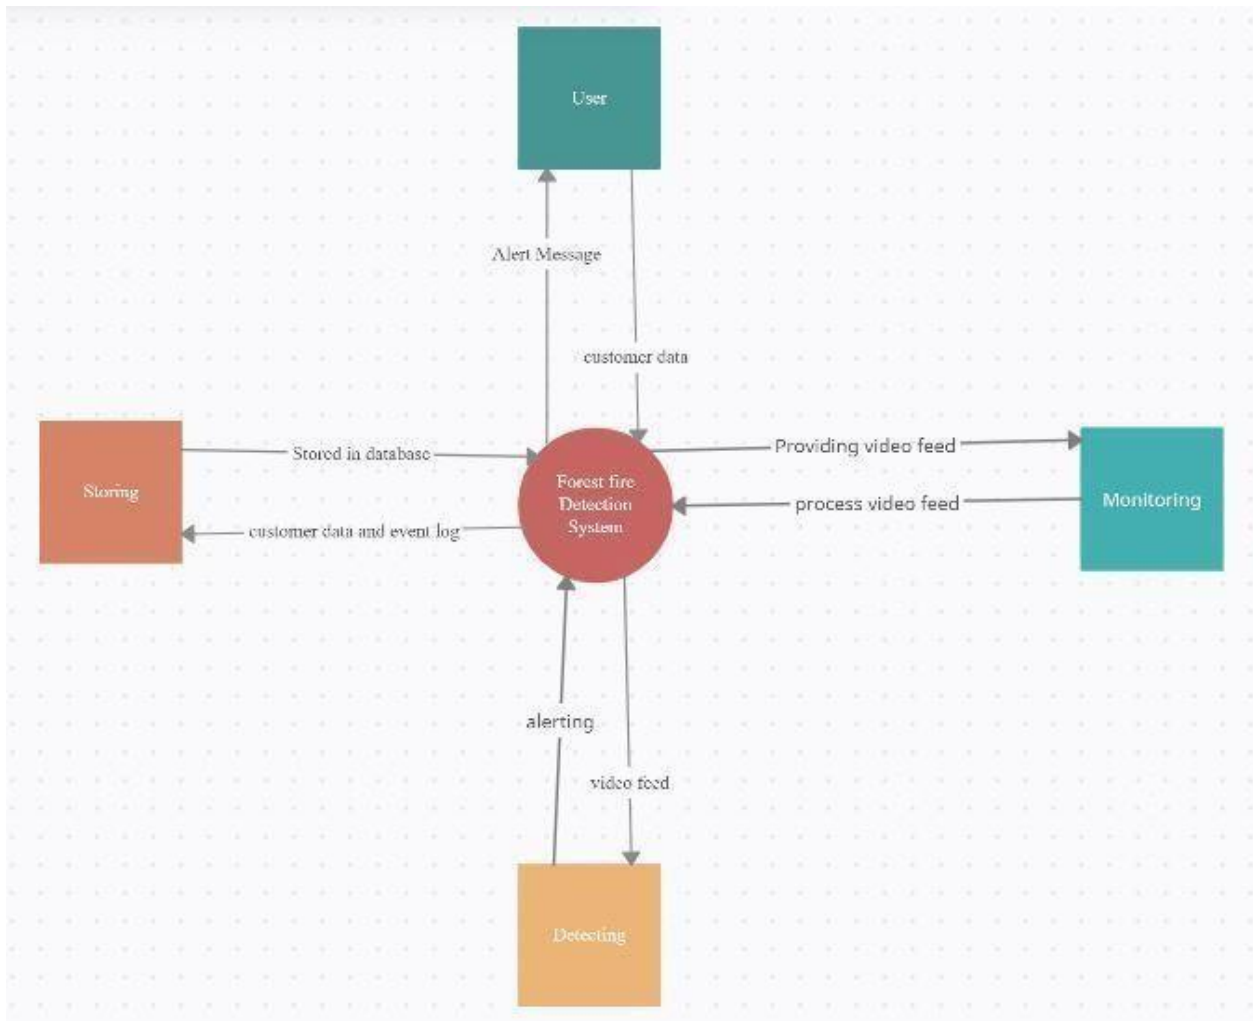 User
Alert Message
customer data
Providing video feed
Stored in database
Forest fire
Detection
System
Storing
Monitoring
process video feed
customer data and event log
alerting
video feed
Detecting